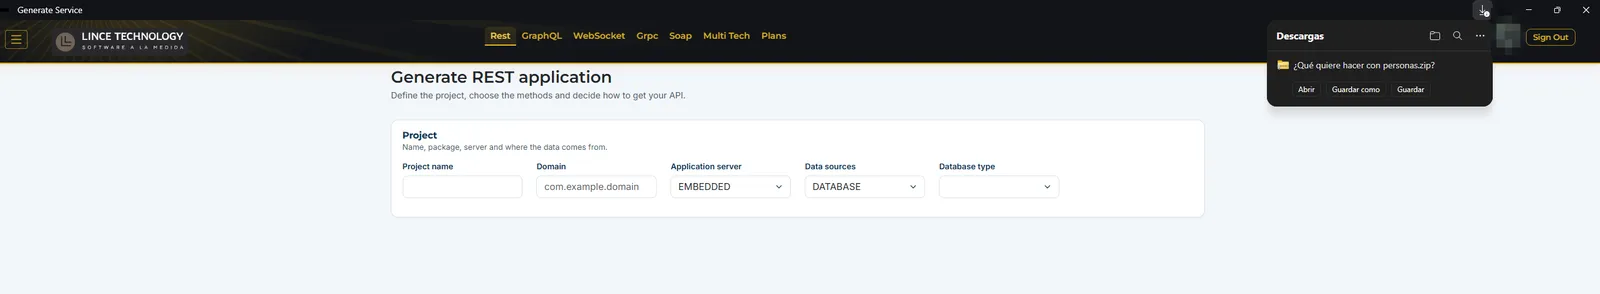 Generate Service
LINCE TECHNOLOGY
SOFTWARE A LA MEDIDA
Rest GraphQL WebSocket Grpc Soap Multi Tech Plans
Sign Out
Descargas
¿Qué quiere hacer con personas.zip?
Abrir Guardar como Guardar
Generate REST application
Define the project, choose the methods and decide how to get your API.
Project
Name, package, server and where the data comes from.
Project name Domain Application server Data sources Database type
com.example.domain EMBEDDED DATABASE